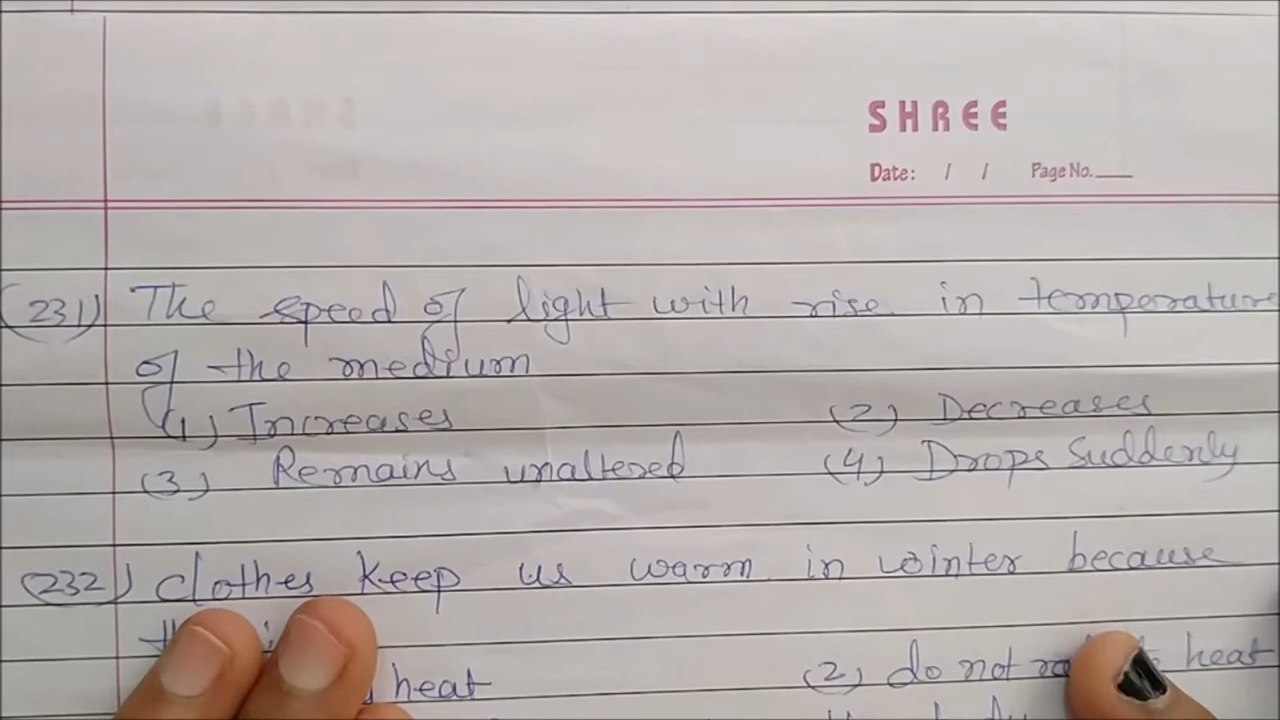 SHREE
Date: / / Page No.
(231) The speed of light with rise in temperature
of the medium
(1) Increases (2) Decreases
(3) Remains unaltered (4) Drops Suddenly
(232) clothes keep us warm in winter because
heat (2) do not heat